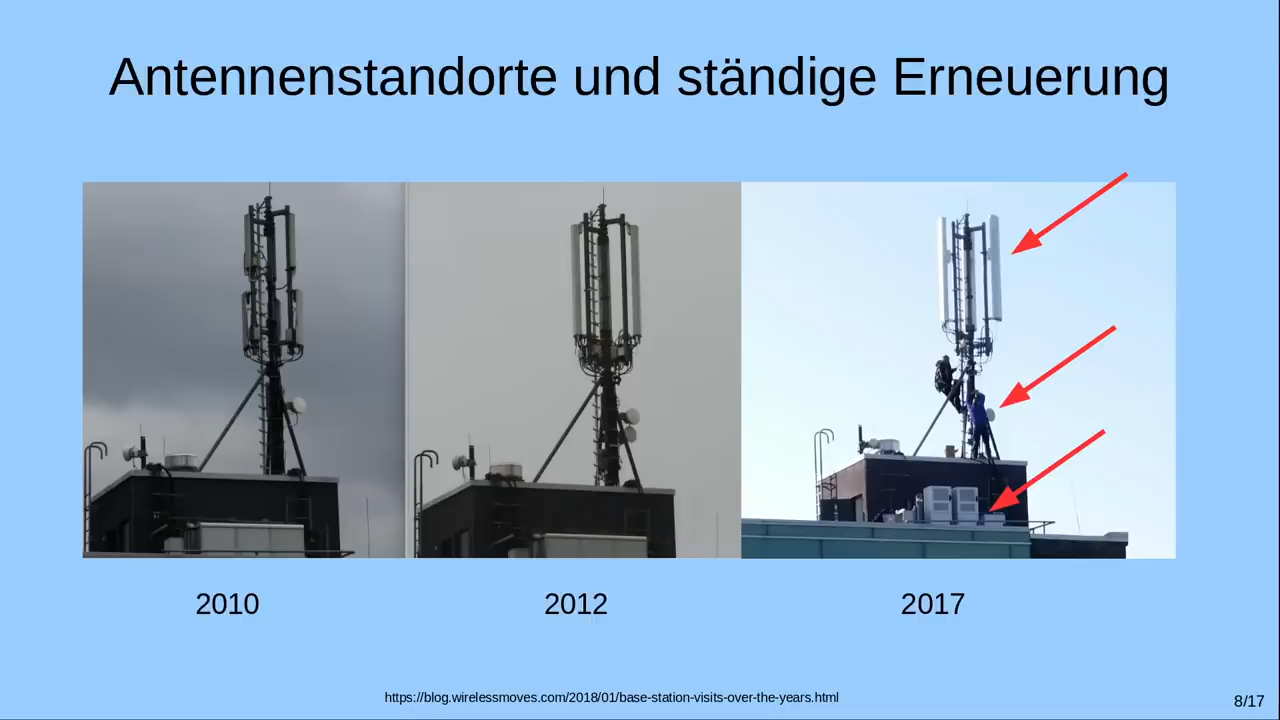 Antennenstandorte und ständige Erneuerung
2010
2012
2017
https://blog.wirelessmoves.com/2018/01/base-station-visits-over-the-years.html
8/17